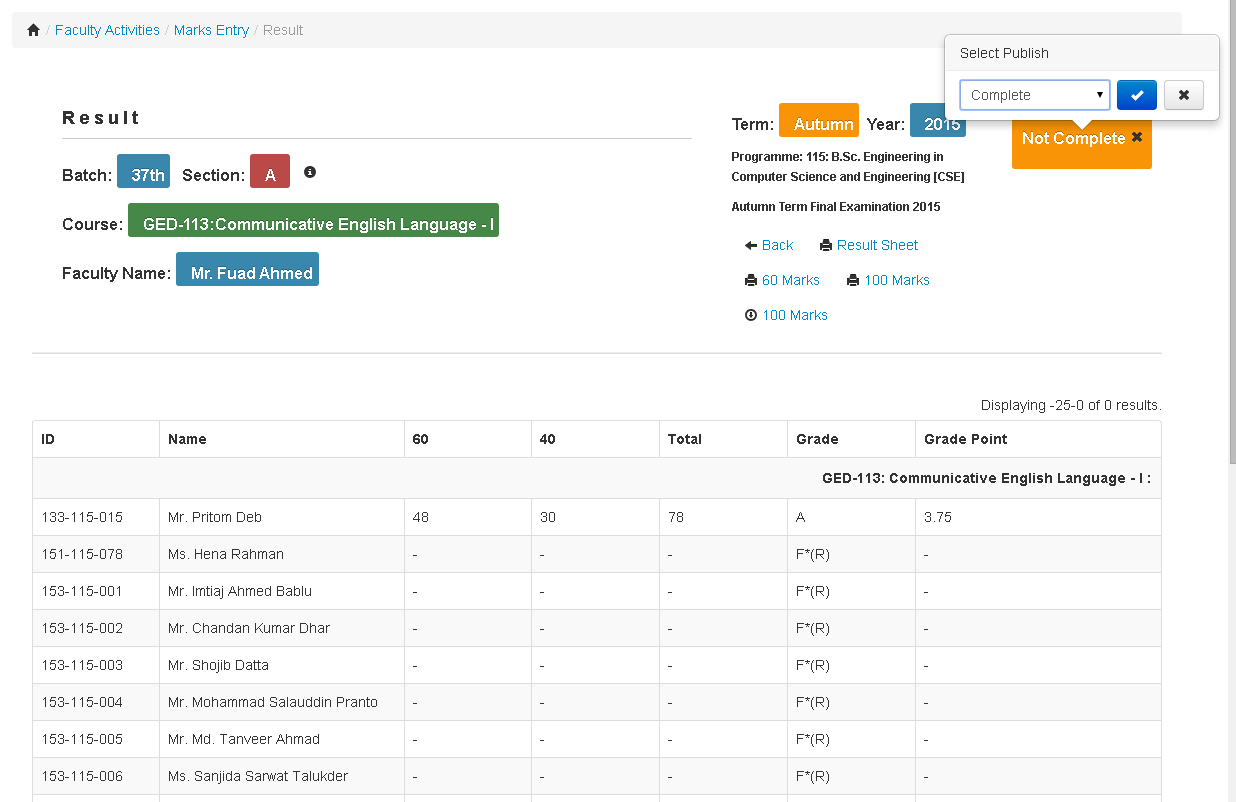 / Faculty Activities / Marks Entry / Result
Select Publish
Complete
Result
Term: Autumn Year: 2015
Not Complete
Programme: 115: B.Sc. Engineering in
Computer Science and Engineering [CSE]
Batch: 37th Section: A
Autumn Term Final Examination 2015
Course: GED-113:Communicative English Language - I
Back Result Sheet
Faculty Name: Mr. Fuad Ahmed
60 Marks 100 Marks
100 Marks
Displaying -25-0 of 0 results.
ID Name 60 40 Total Grade Grade Point
GED-113: Communicative English Language - I :
133-115-015 Mr. Pritom Deb 48 30 78 A 3.75
151-115-078 Ms. Hena Rahman - - - F*(R) -
153-115-001 Mr. Imtiaj Ahmed Bablu - - - F*(R) -
153-115-002 Mr. Chandan Kumar Dhar - - - F*(R) -
153-115-003 Mr. Shojib Datta - - - F*(R) -
153-115-004 Mr. Mohammad Salauddin Pranto - - - F*(R) -
153-115-005 Mr. Md. Tanveer Ahmad - - - F*(R) -
153-115-006 Ms. Sanjida Sarwat Talukder - - - F*(R) -